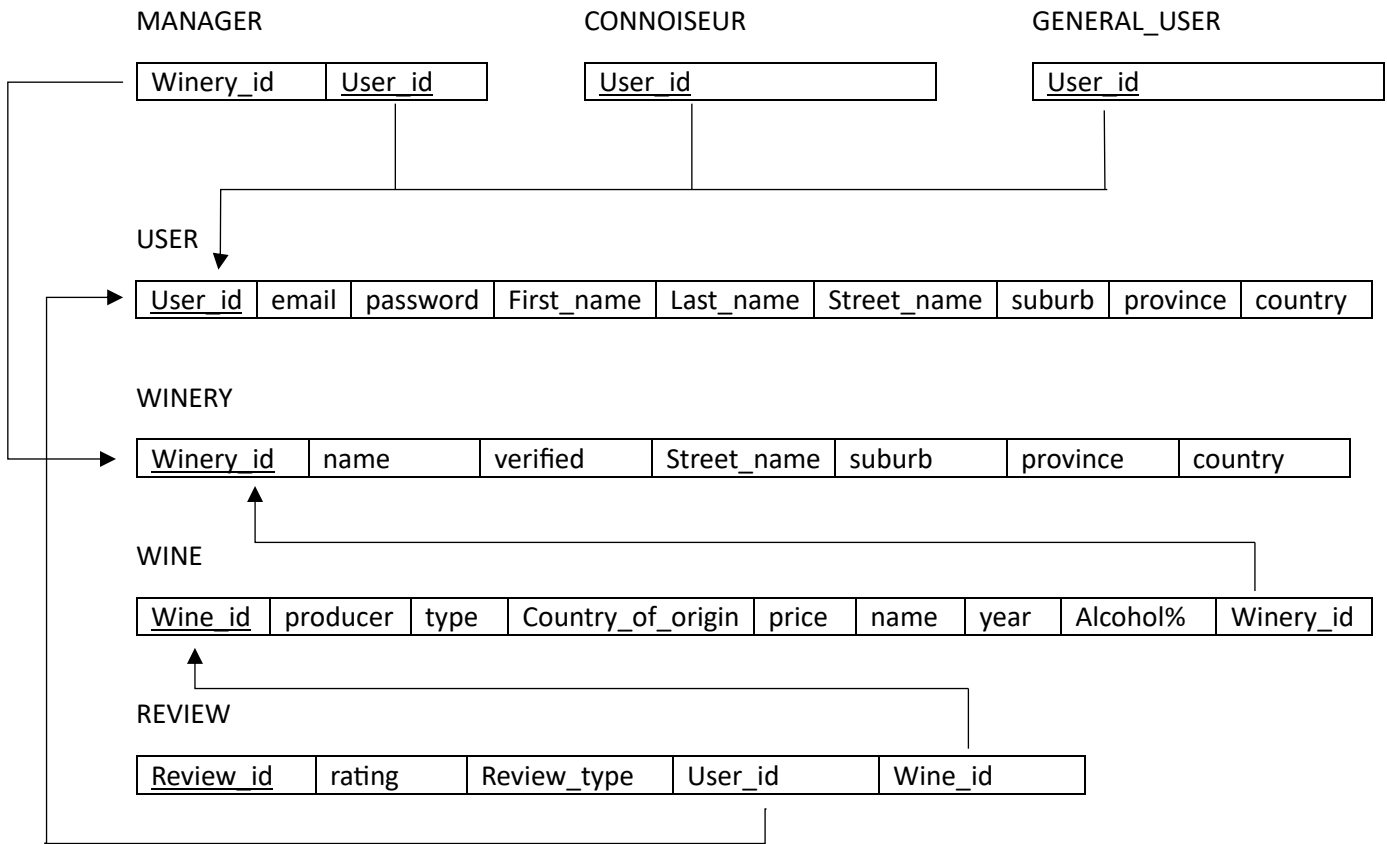 MANAGER CONNOISEUR GENERAL_USER
Winery_id User_id User_id User_id
USER
User_id email password First_name Last_name Street_name suburb province country
WINERY
Winery_id name verified Street_name suburb province country
WINE
Wine_id producer type Country_of_origin price name year Alcohol% Winery_id
REVIEW
Review_id rating Review_type User_id Wine_id